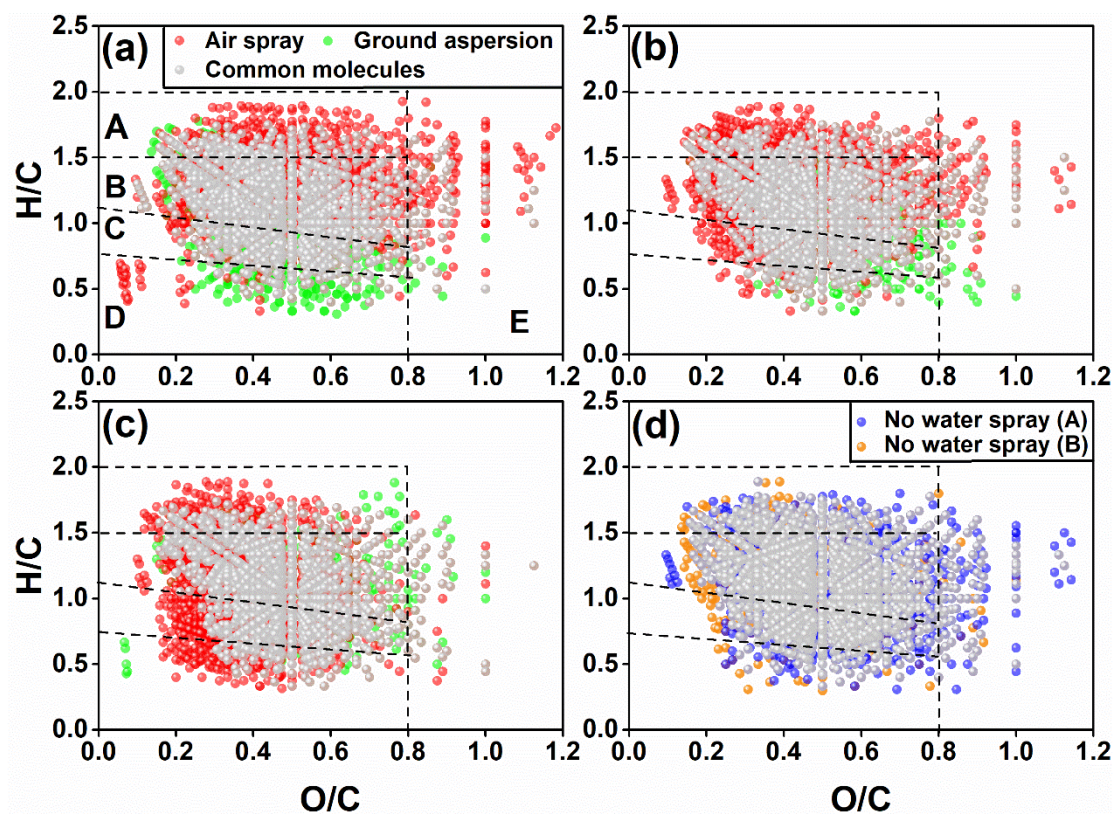 (a)
Air spray
Ground aspersion
Common molecules
(b)
2.5
2.0
1.5
1.0
0.5
0.0
A
B
C
D
E
H/C
0.0 0.2 0.4 0.6 0.8 1.0 1.2
2.5
2.0
1.5
1.0
0.5
0.0
0.0 0.2 0.4 0.6 0.8 1.0 1.2
(c)
2.5
2.0
1.5
1.0
0.5
0.0
H/C
0.0 0.2 0.4 0.6 0.8 1.0 1.2
O/C
(d)
No water spray (A)
No water spray (B)
2.5
2.0
1.5
1.0
0.5
0.0
0.0 0.2 0.4 0.6 0.8 1.0 1.2
O/C